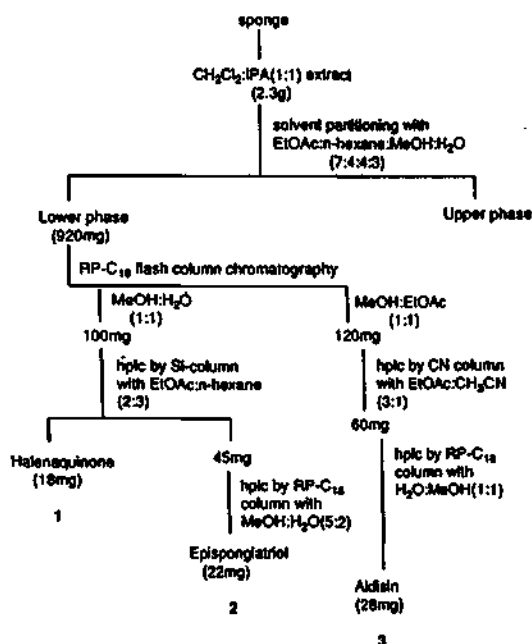 sponge
CH2Cl2:IPA(1:1) extract
(2.3g)
solvent partitioning with
EtOAc:n-hexane:MeOH:H2O
(7:4:4:3)
Lower phase
(920mg)
Upper phase
RP-C18 flash column chromatography
MeOH:H2O
(1:1)
100mg
MeOH:EtOAc
(1:1)
120mg
hplc by Si-column
with EtOAc:n-hexane
(2:3)
hplc by CN column
with EtOAc:CH3CN
(3:1)
60mg
Halenaquinone
(18mg)
1
45mg
hplc by RP-C18
column with
MeOH:H2O(5:2)
hplc by RP-C18
column with
H2O:MeOH(1:1)
Epispongiatriol
(22mg)
2
Aldisin
(28mg)
3